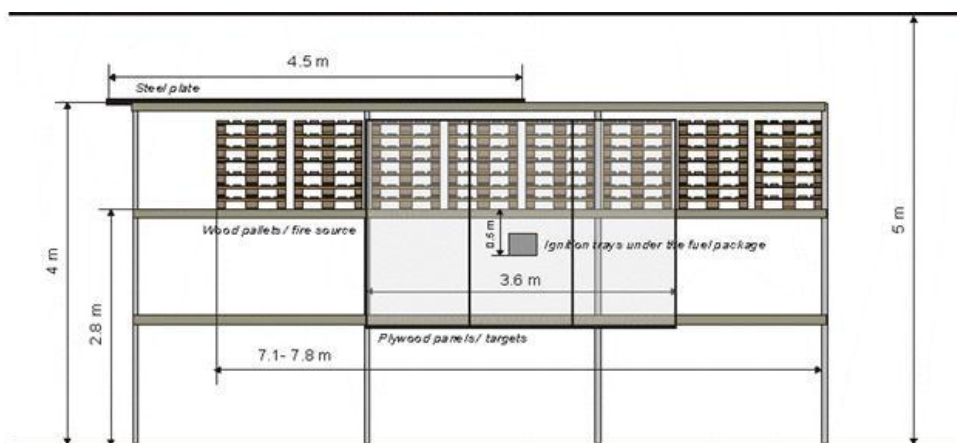 4.5 m
Steel plate
Wood pallets / fire source
0.5 m
Ignition trays under the fuel package
5 m
4 m
2.8 m
3.6 m
Plywood panels / targets
7.1- 7.8 m